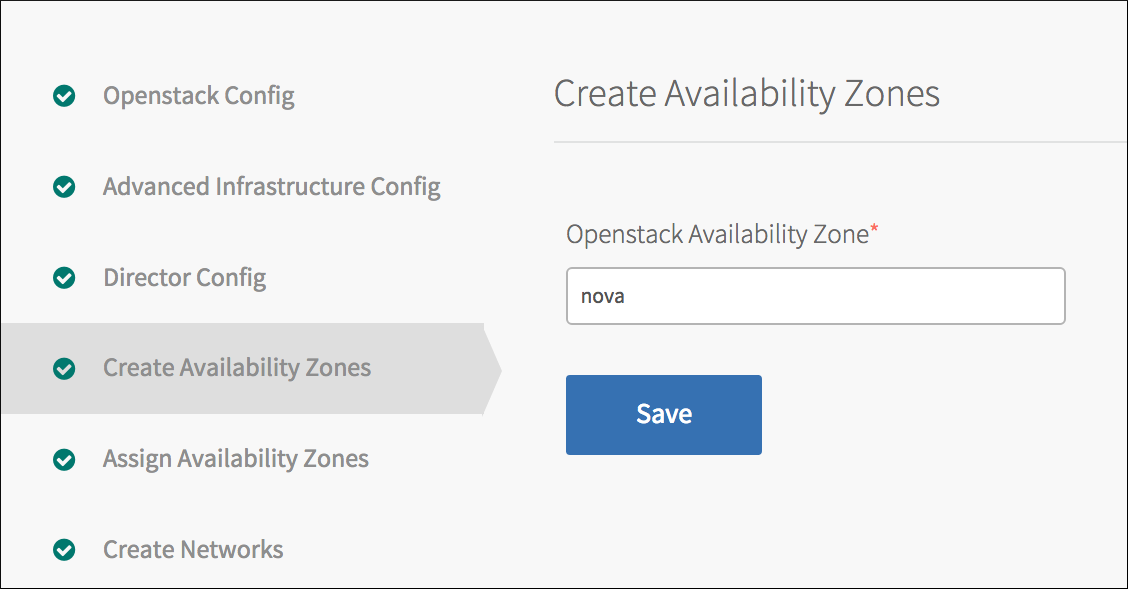 Openstack Config
Advanced Infrastructure Config
Director Config
Create Availability Zones
Assign Availability Zones
Create Networks
Create Availability Zones
Openstack Availability Zone*
nova
Save